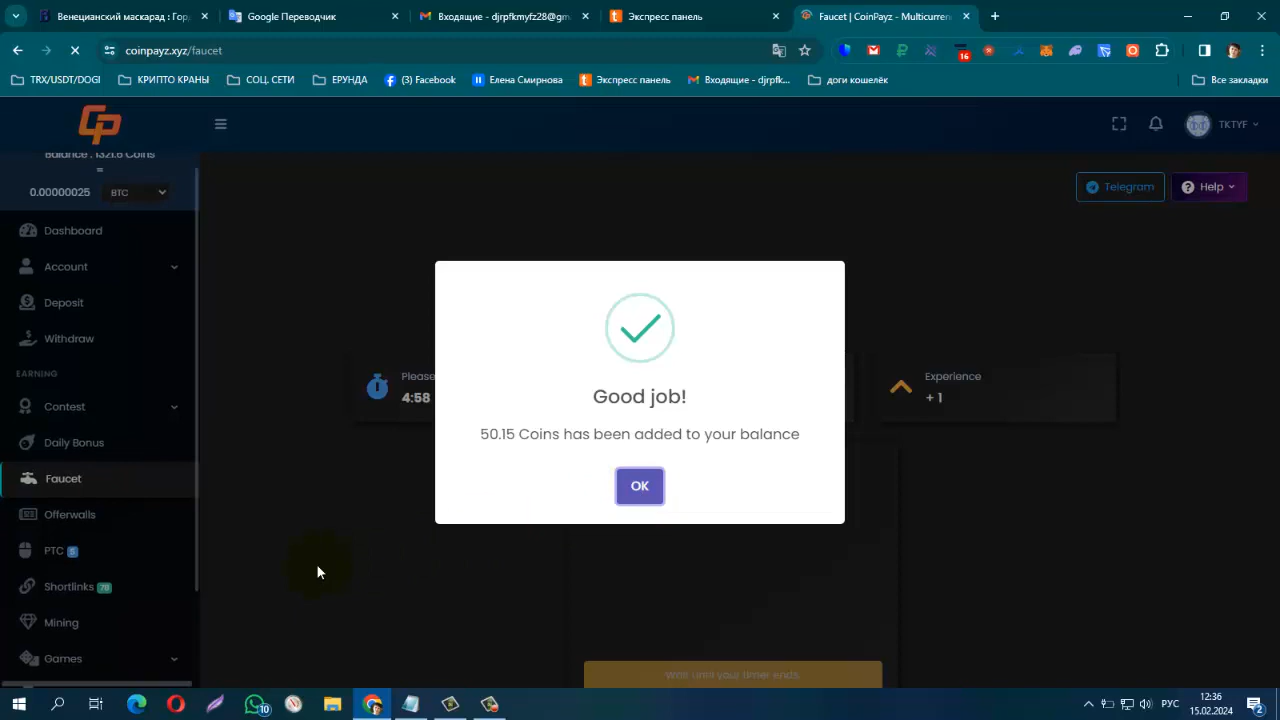 Венецианский маскарад : Гор,
Google Переводчик
Входящие - djrpfkmyfz28@gm
Экспресс панель
Faucet | CoinPayz - Multicurren
coinpayz.xyz/faucet
16
TRX/USDT/DOGI
КРИПТО КРАНЫ
СОЦ. СЕТИ
ЕРУНДА
(3) Facebook
Елена Смирнова
Экспресс панель
Входящие - djrpfk...
доги кошелёк
Все закладки
CP
TKTYF
Balance : 1321.6 Coins
=
0.00000025
BTC
Telegram
Help
Dashboard
Account
Deposit
Withdraw
EARNING
Contest
Daily Bonus
Faucet
Offerwalls
PTC 5
Shortlinks 78
Mining
Games
Please
4:58
Experience
+ 1
Good job!
50.15 Coins has been added to your balance
OK
Wait until your timer ends.
10
РУС
12:36
15.02.2024
2